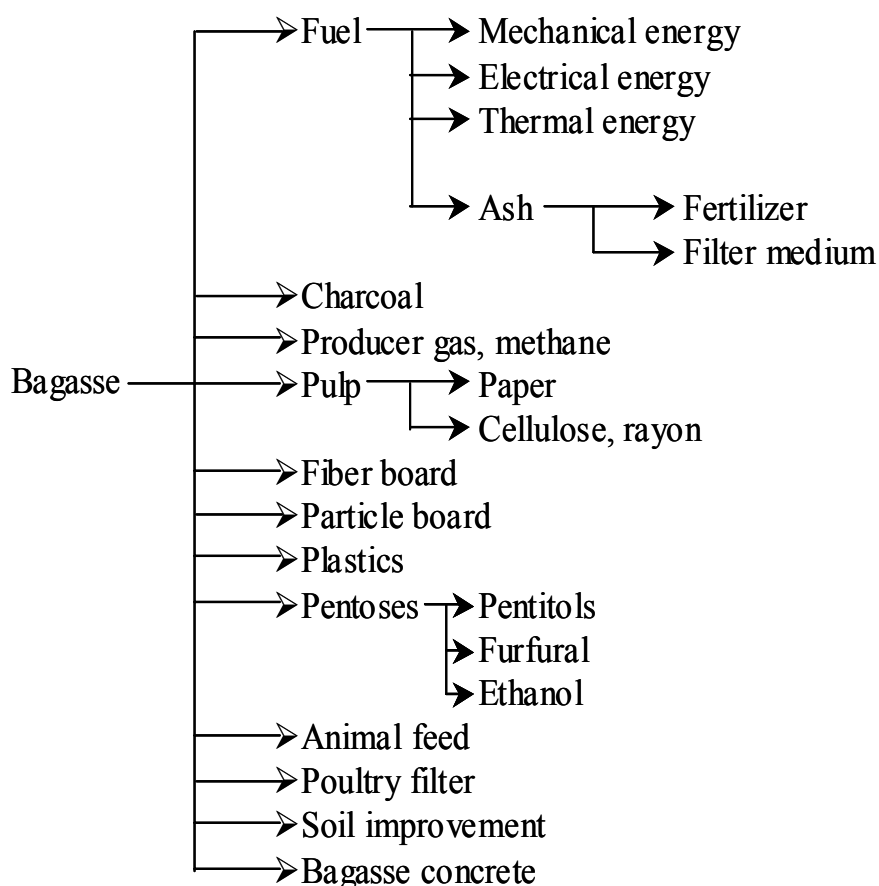 Fuel
Mechanical energy
Electrical energy
Thermal energy
Ash
Fertilizer
Filter medium
Charcoal
Producer gas, methane
Bagasse
Pulp
Paper
Cellulose, rayon
Fiber board
Particle board
Plastics
Pentoses
Pentitols
Furfural
Ethanol
Animal feed
Poultry filter
Soil improvement
Bagasse concrete